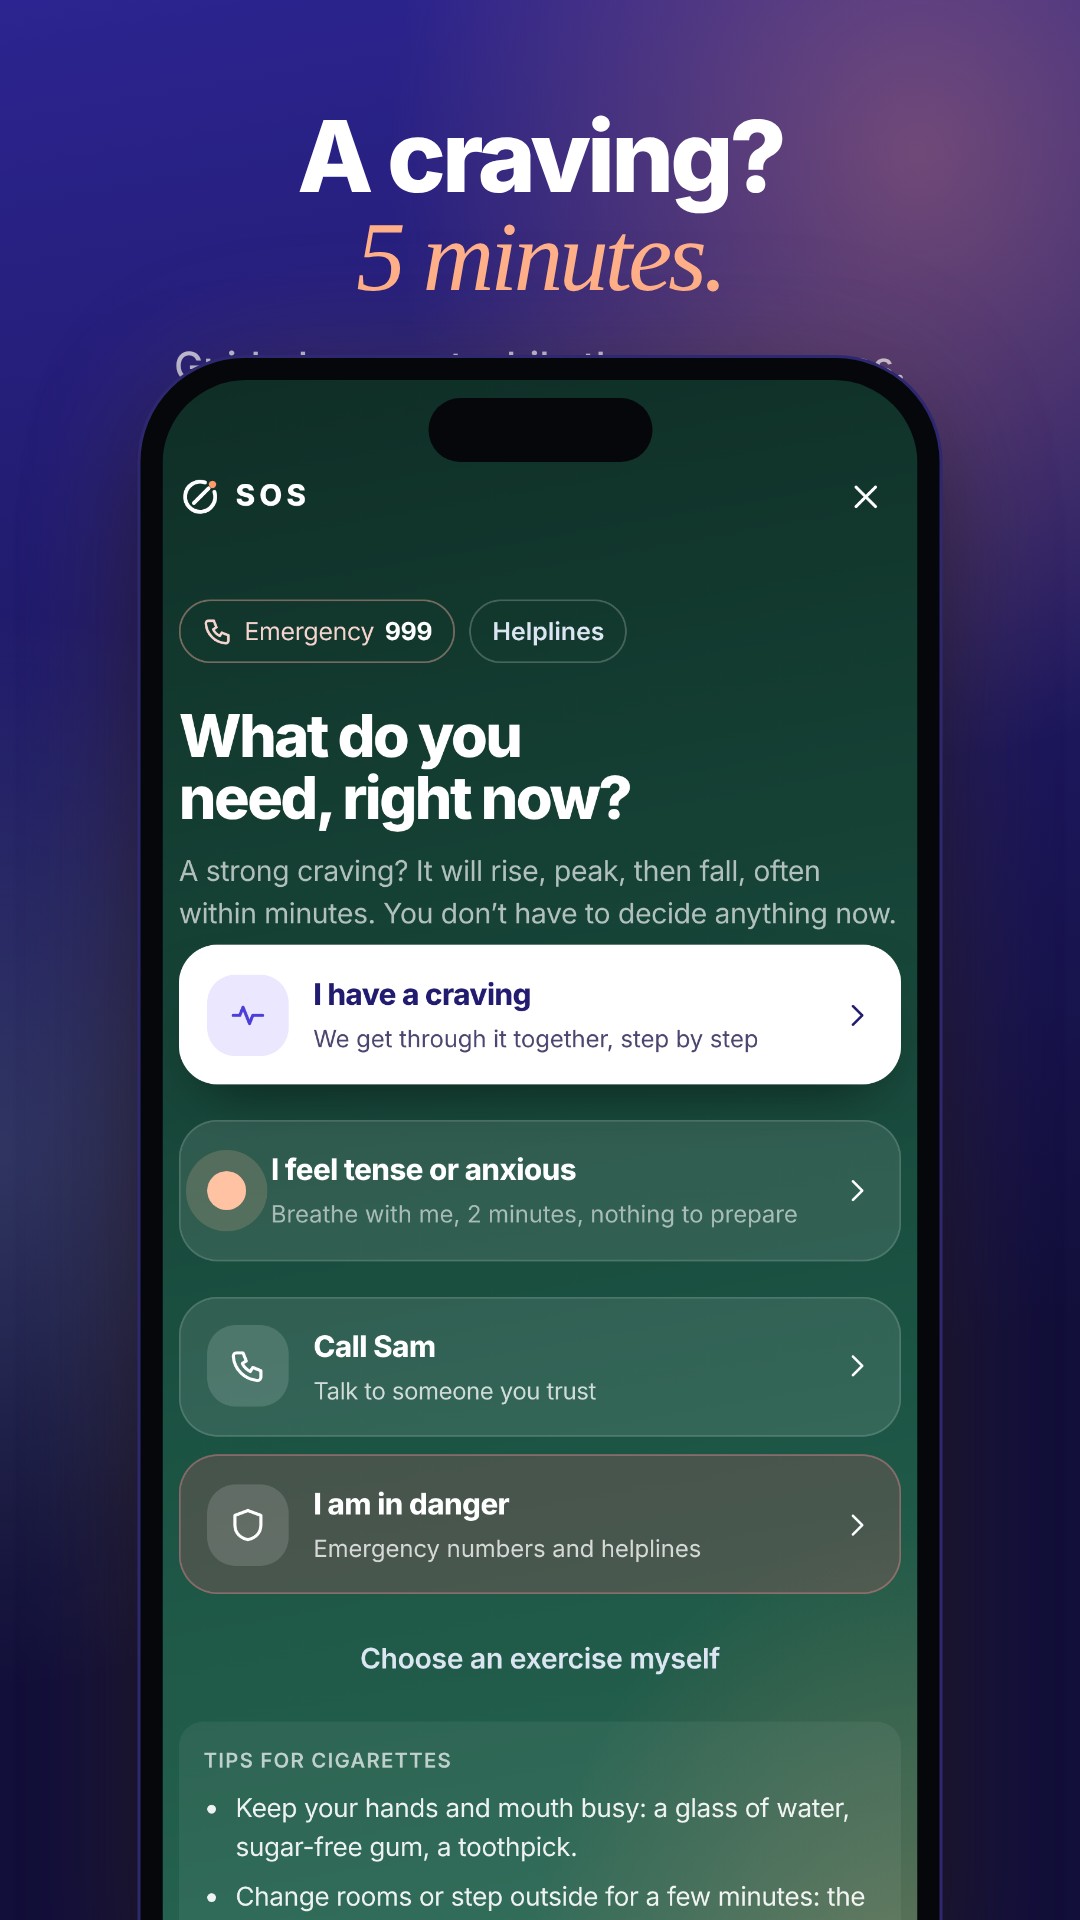 A craving?
5 minutes.
SOS
Emergency 999
Helplines
What do you
need, right now?
A strong craving? It will rise, peak, then fall, often
within minutes. You don’t have to decide anything now.
I have a craving
We get through it together, step by step
I feel tense or anxious
Breathe with me, 2 minutes, nothing to prepare
Call Sam
Talk to someone you trust
I am in danger
Emergency numbers and helplines
Choose an exercise myself
TIPS FOR CIGARETTES
• Keep your hands and mouth busy: a glass of water,
sugar-free gum, a toothpick.
• Change rooms or step outside for a few minutes: the